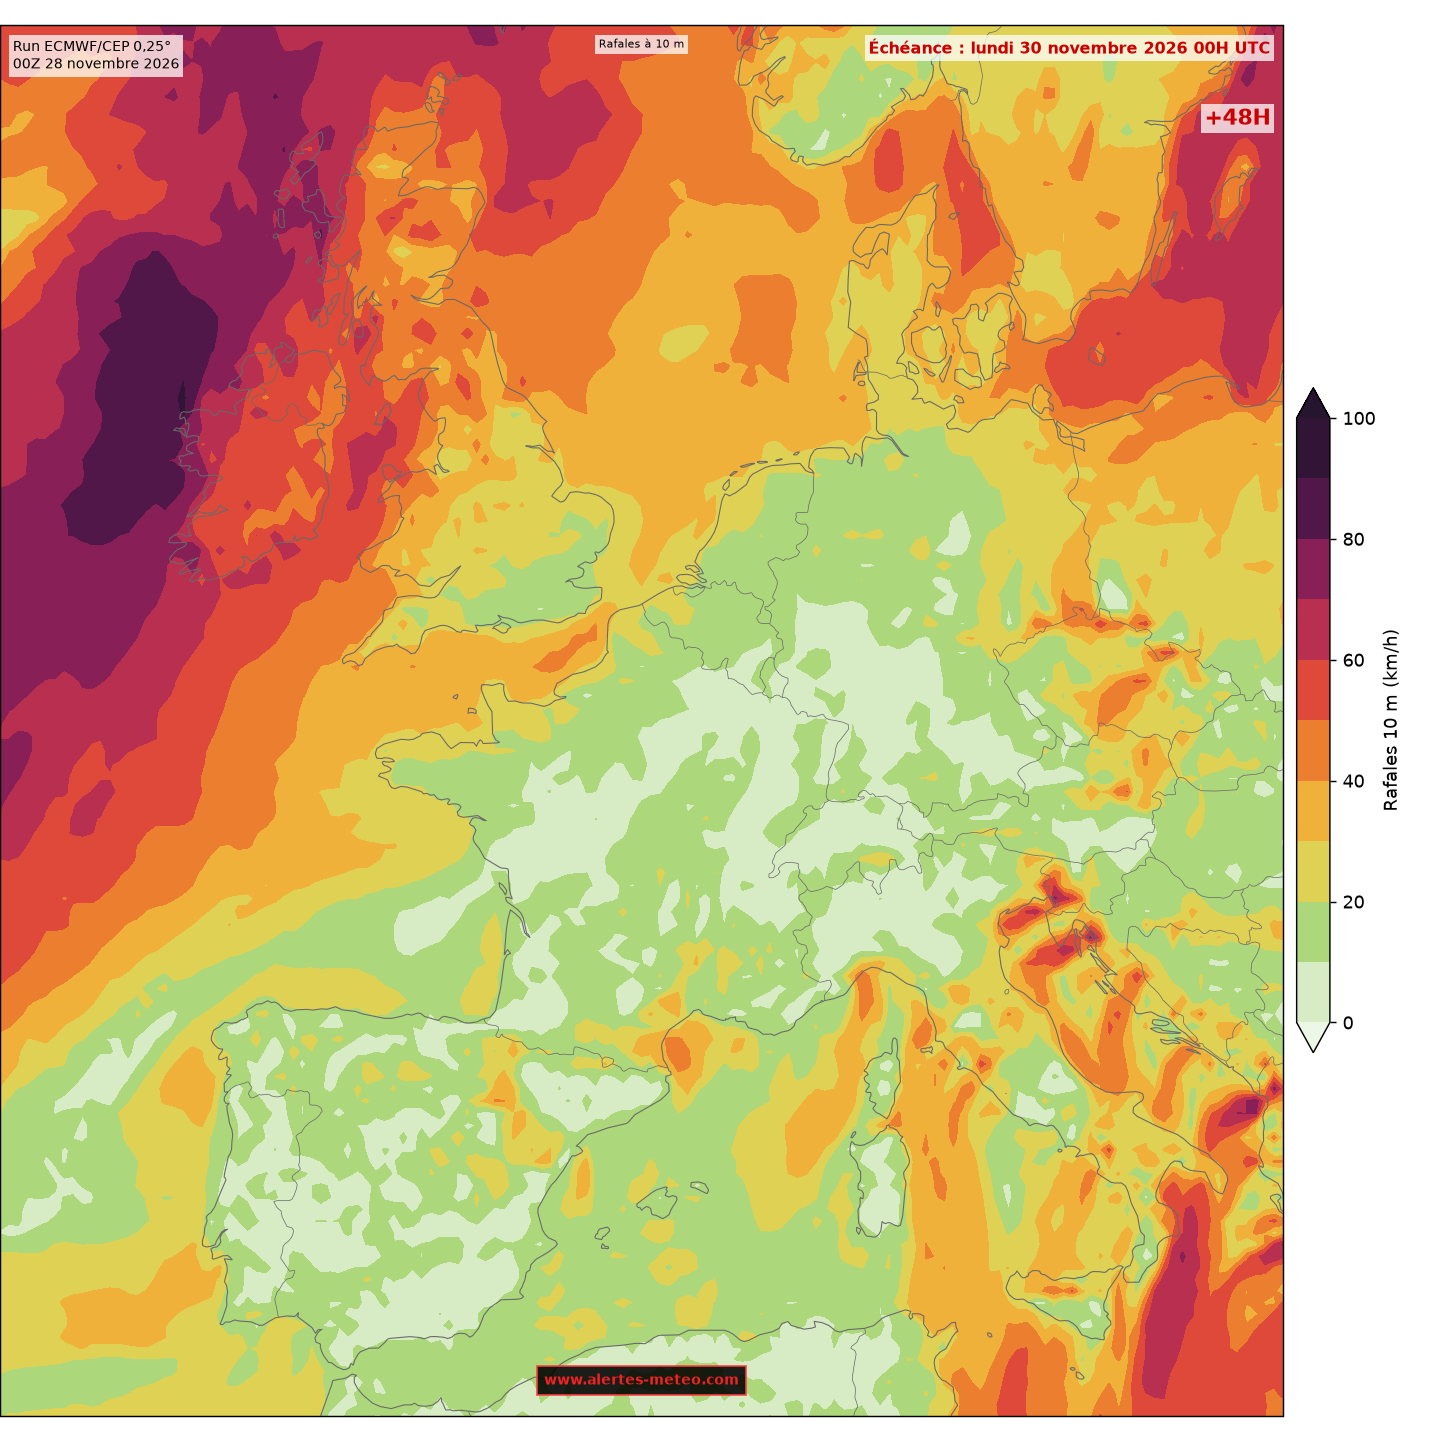 Run ECMWF/CEP 0,25°
00Z 28 novembre 2026
Rafales à 10 m
Échéance : lundi 30 novembre 2026 00H UTC
+48H
100
80
60
40
20
0
Rafales 10 m (km/h)
www.alertes-meteo.com